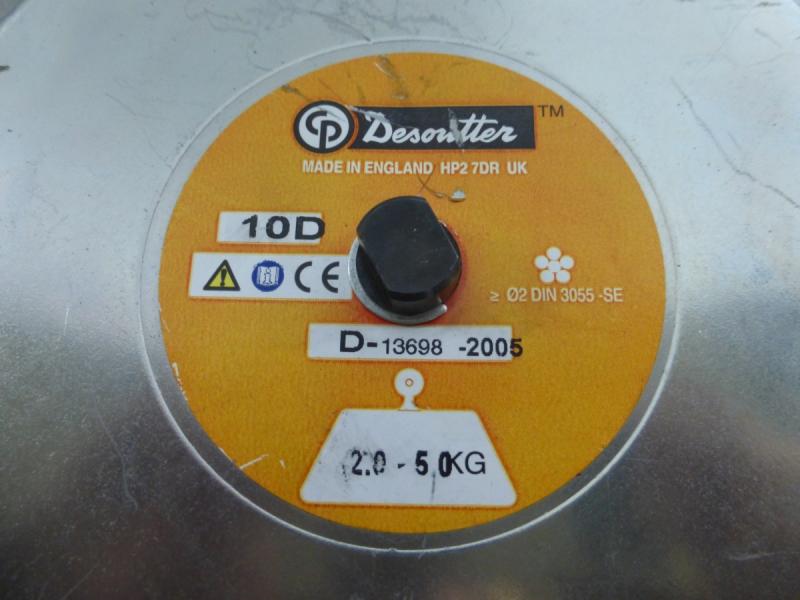 CP Desoutter ™
MADE IN ENGLAND HP2 7DR UK
10D
CE
≥ Ø2 DIN 3055 -SE
D-13698 -2005
2.0 - 5.0KG